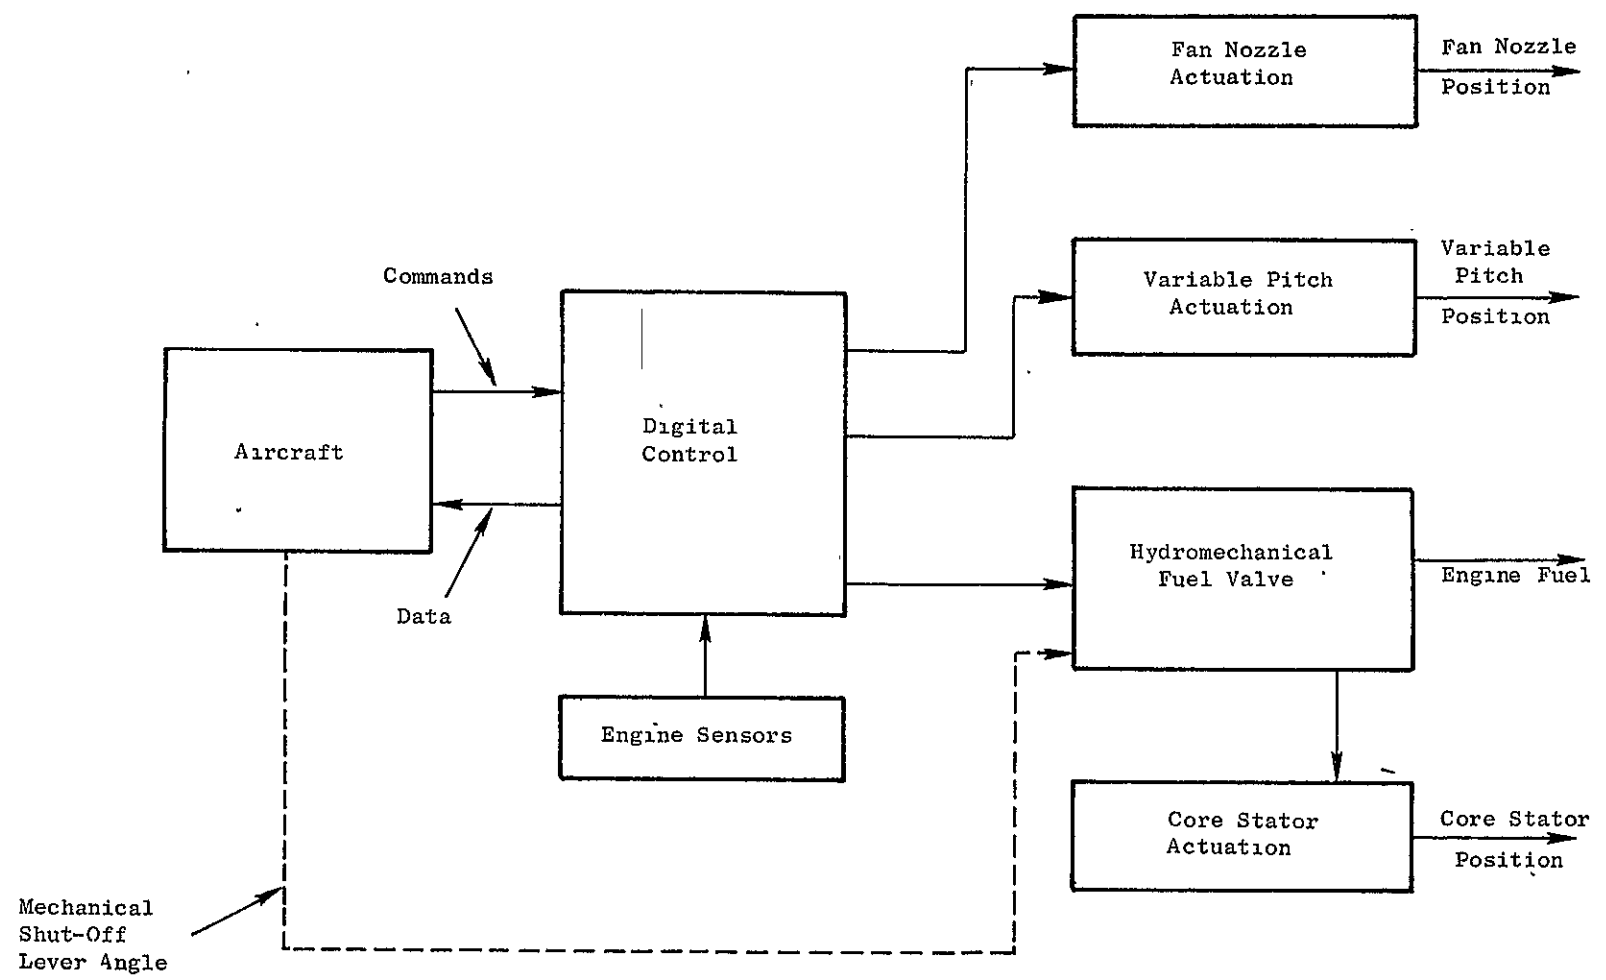 Fan Nozzle
Actuation
Fan Nozzle
Position
Variable Pitch
Actuation
Variable
Pitch
Position
Commands
Aircraft
Digital
Control
Data
Hydromechanical
Fuel Valve
Engine Fuel
Engine Sensors
Core Stator
Actuation
Core Stator
Position
Mechanical
Shut-Off
Lever Angle